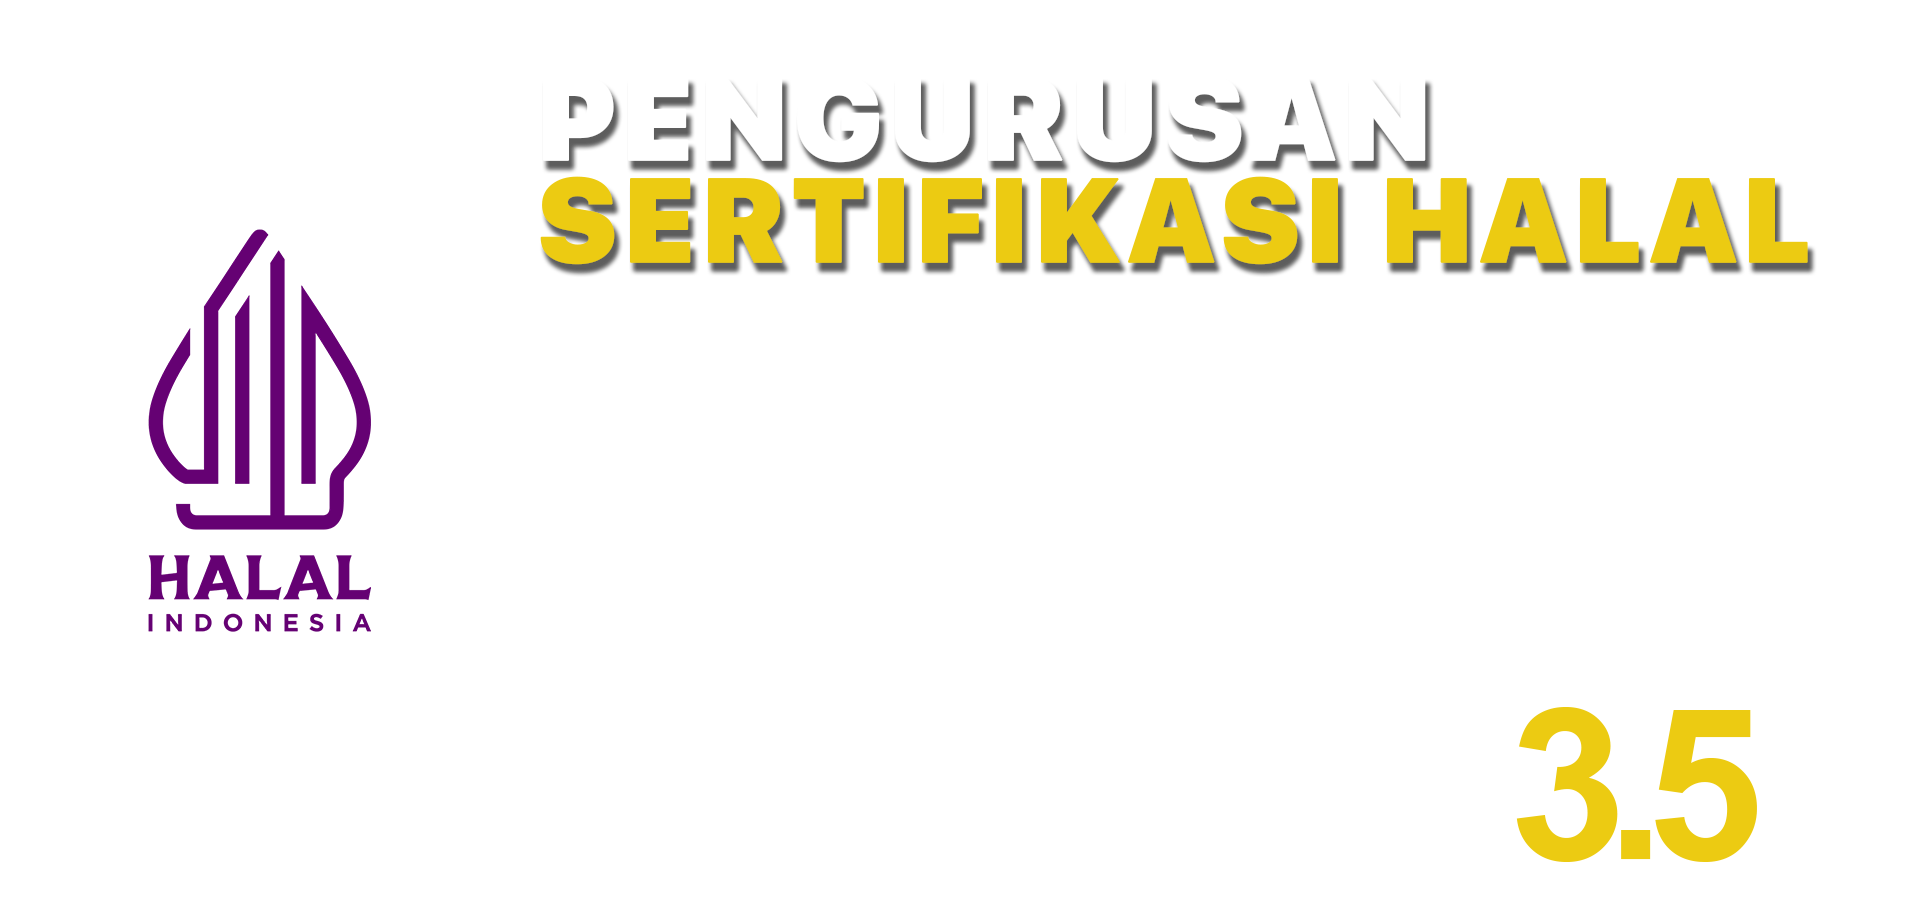 PENGURUSAN
SERTIFIKASI HALAL
HALAL
INDONESIA
3.5